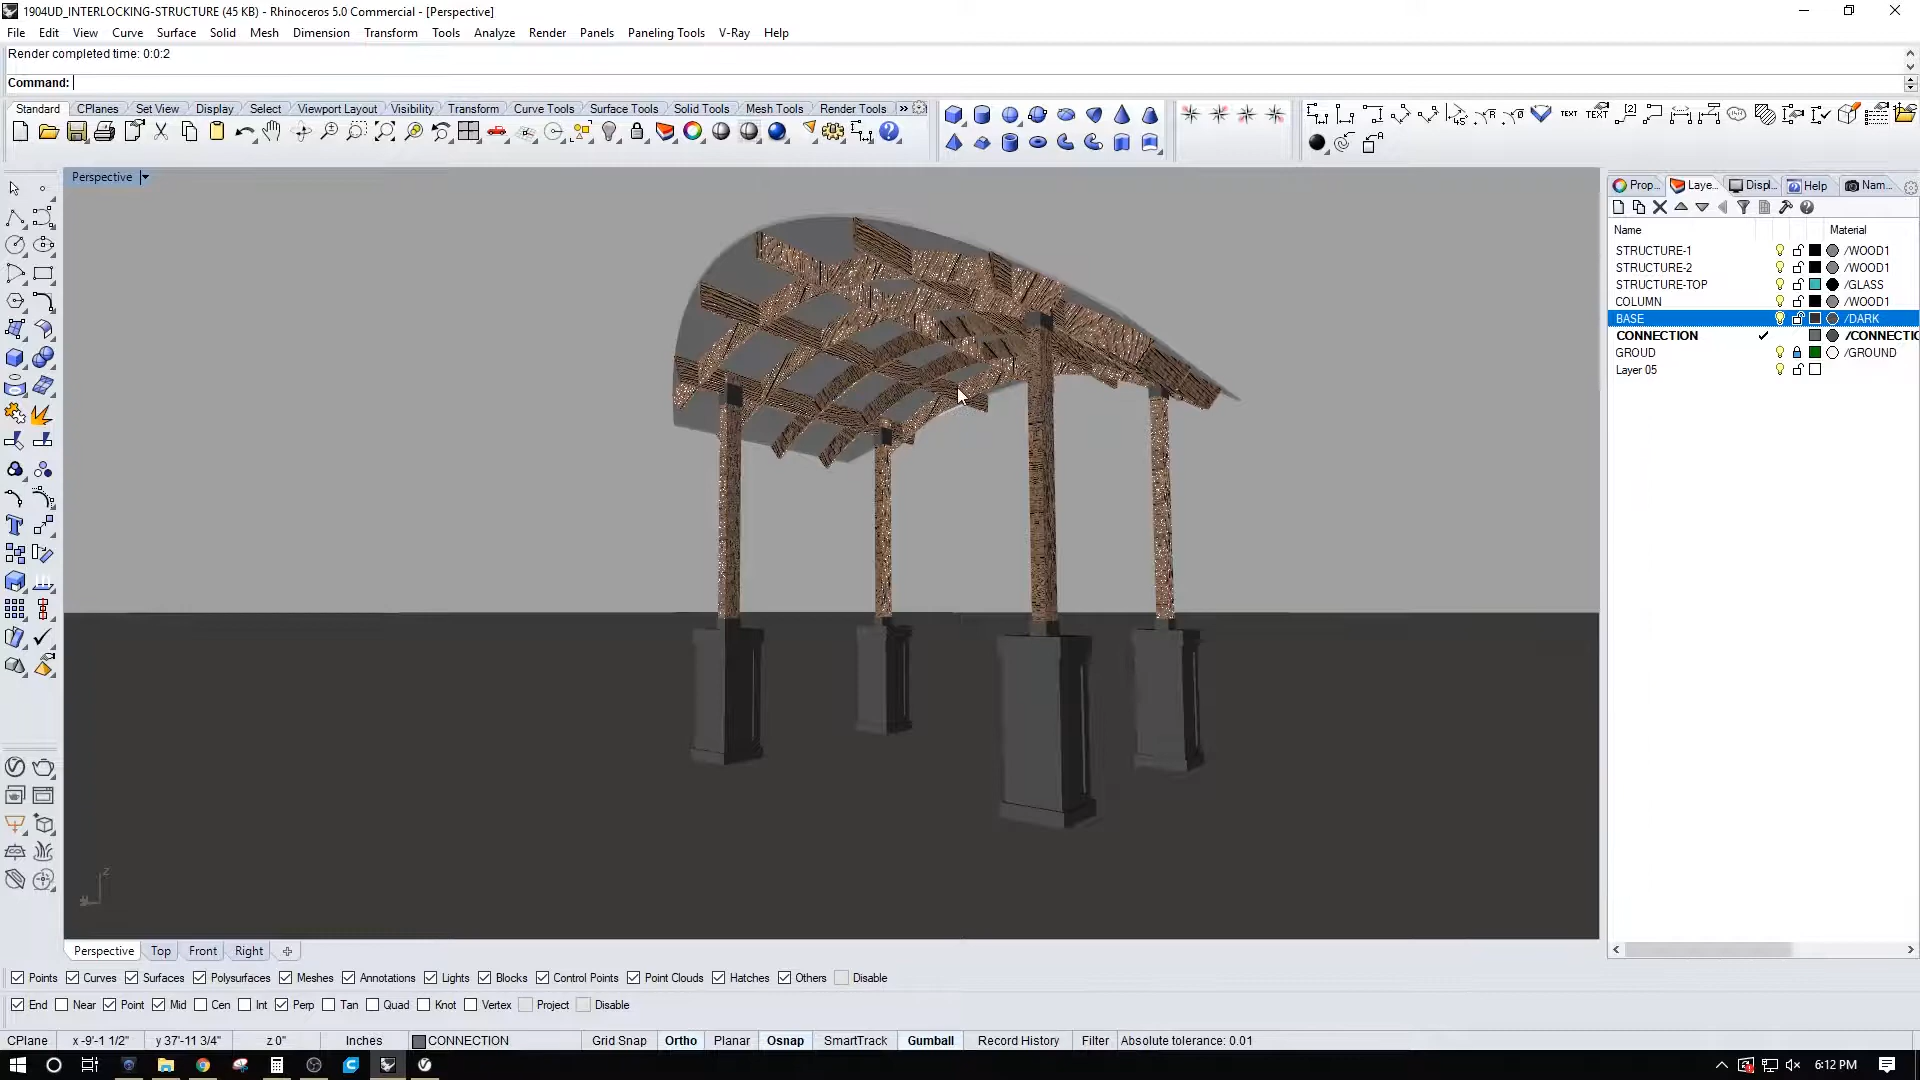 1904UD_INTERLOCKING-STRUCTURE (45 KB) - Rhinoceros 5.0 Commercial - [Perspective]
File Edit View Curve Surface Solid Mesh Dimension Transform Tools Analyze Render Panels Paneling Tools V-Ray Help
Render completed time: 0:0:2
Command:
Standard CPlanes Set View Display Select Viewport Layout Visibility Transform Curve Tools Surface Tools Solid Tools Mesh Tools Render Tools »
TEXT TEXT
Perspective
Prop... Laye... Displ... Help Nam...
Name Material
STRUCTURE-1 /WOOD1
STRUCTURE-2 /WOOD1
STRUCTURE-TOP /GLASS
COLUMN /WOOD1
BASE /DARK
CONNECTION /CONNECTIO
GROUD /GROUND
Layer 05
z
Perspective Top Front Right
Points Curves Surfaces Polysurfaces Meshes Annotations Lights Blocks Control Points Point Clouds Hatches Others Disable
End Near Point Mid Cen Int Perp Tan Quad Knot Vertex Project Disable
CPlane x -9'-1 1/2" y 37'-11 3/4" z 0" Inches CONNECTION Grid Snap Ortho Planar Osnap SmartTrack Gumball Record History Filter Absolute tolerance: 0.01
6:12 PM